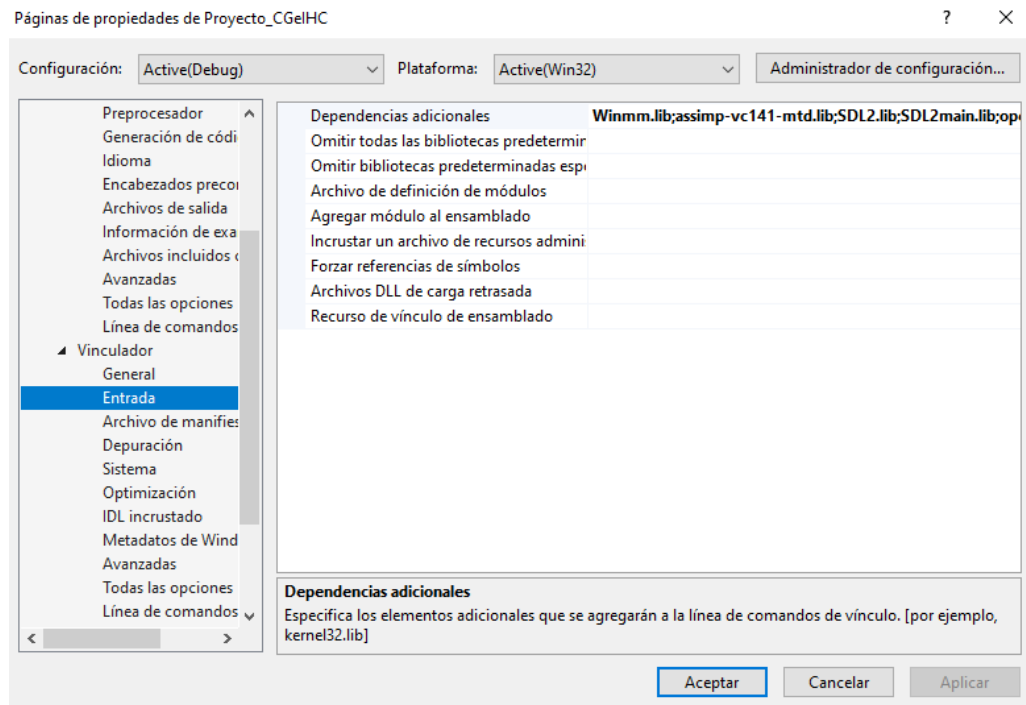 Páginas de propiedades de Proyecto_CGeIHC
? ×
Configuración: Active(Debug) Plataforma: Active(Win32) Administrador de configuración...
Preprocesador
Generación de códi
Idioma
Encabezados precor
Archivos de salida
Información de exa
Archivos incluidos
Avanzadas
Todas las opciones
Línea de comandos
Vinculador
General
Entrada
Archivo de manifies
Depuración
Sistema
Optimización
IDL incrustado
Metadatos de Wind
Avanzadas
Todas las opciones
Línea de comandos
Dependencias adicionales Winmm.lib;assimp-vc141-mtd.lib;SDL2.lib;SDL2main.lib;ope
Omitir todas las bibliotecas predetermin
Omitir bibliotecas predeterminadas espe
Archivo de definición de módulos
Agregar módulo al ensamblado
Incrustar un archivo de recursos adminis
Forzar referencias de símbolos
Archivos DLL de carga retrasada
Recurso de vínculo de ensamblado
Dependencias adicionales
Especifica los elementos adicionales que se agregarán a la línea de comandos de vínculo. [por ejemplo,
kernel32.lib]
Aceptar Cancelar Aplicar